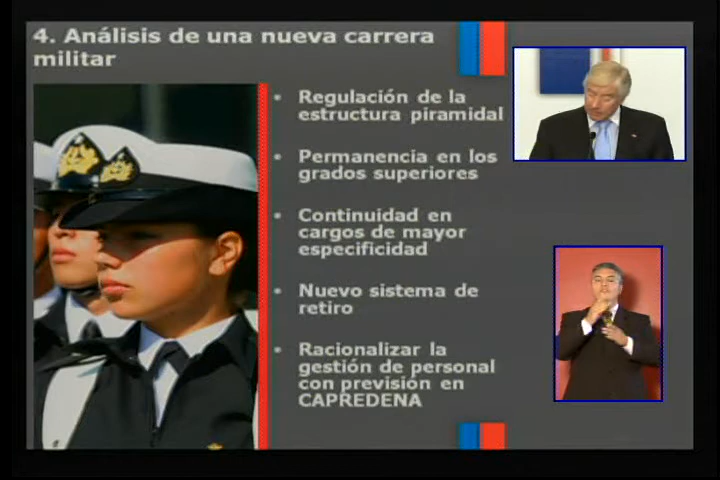 4. Análisis de una nueva carrera
militar
• Regulación de la
estructura piramidal
• Permanencia en los
grados superiores
• Continuidad en
cargos de mayor
especificidad
• Nuevo sistema de
retiro
• Racionalizar la
gestión de personal
con previsión en
CAPREDENA